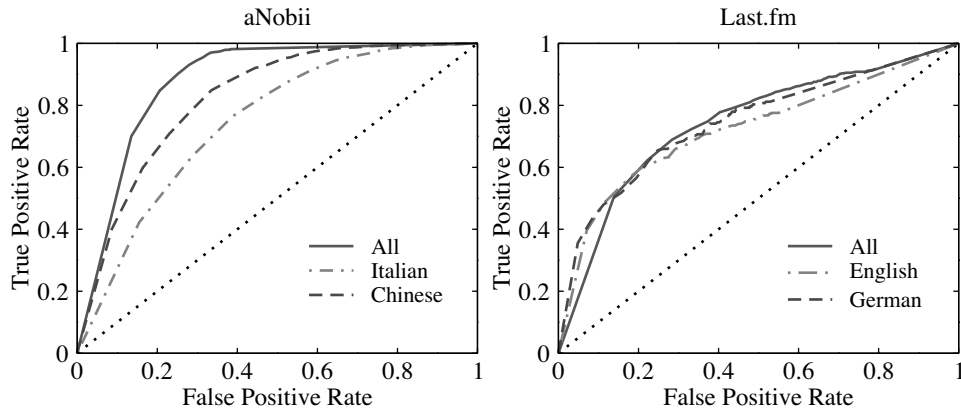 aNobii
1
0.8
0.6
0.4
0.2
0
True Positive Rate
All
Italian
Chinese
0 0.2 0.4 0.6 0.8 1
False Positive Rate
Last.fm
1
0.8
0.6
0.4
0.2
0
True Positive Rate
All
English
German
0 0.2 0.4 0.6 0.8 1
False Positive Rate